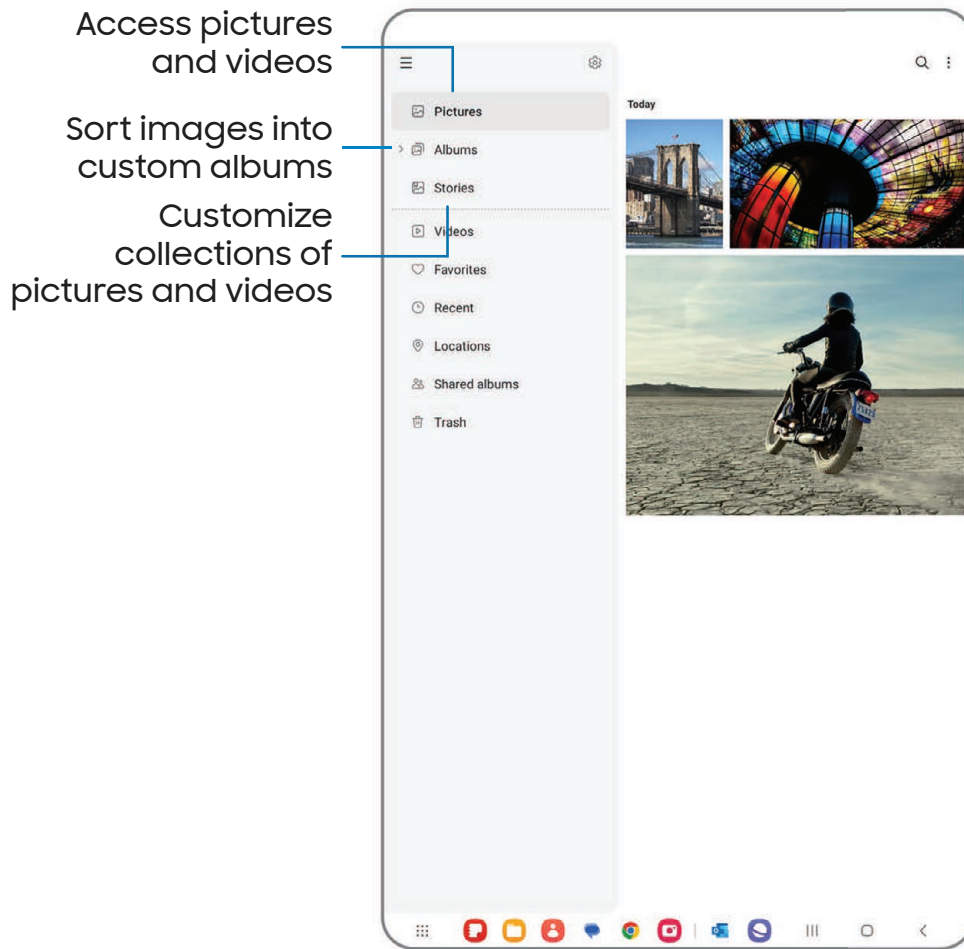 Access pictures
and videos
Sort images into
custom albums
Customize
collections of
pictures and videos
Pictures
Albums
Stories
Videos
Favorites
Recent
Locations
Shared albums
Trash
Today